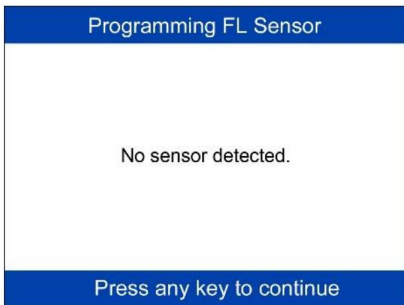 Programming FL Sensor
No sensor detected.
Press any key to continue